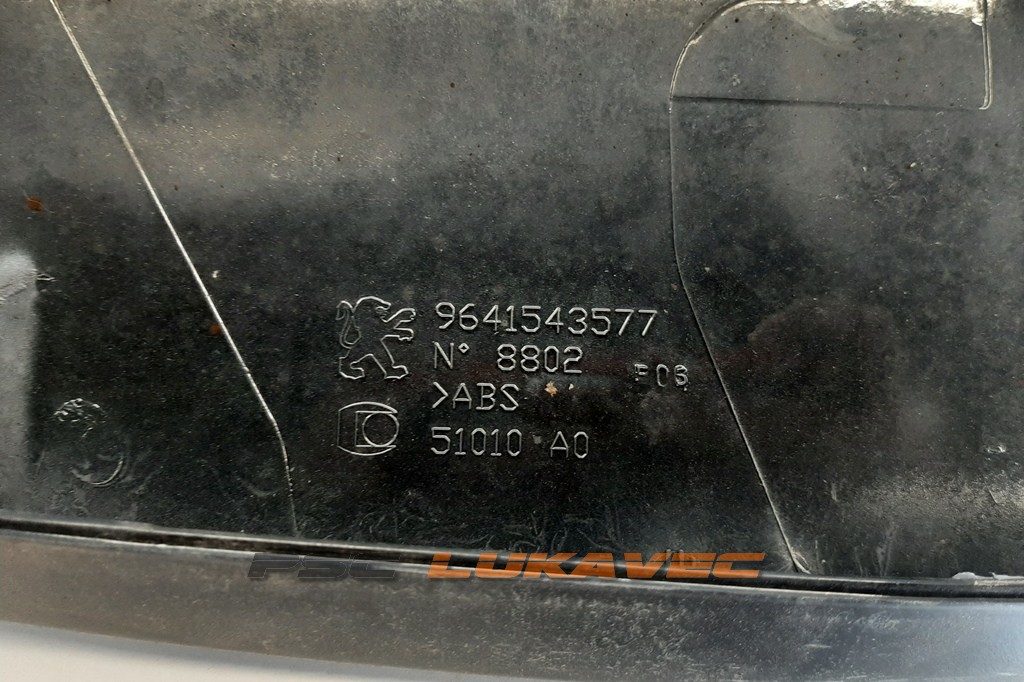 9641543577
N° 8802
F06
>ABS
51010 A0
PSC LUKAVEC